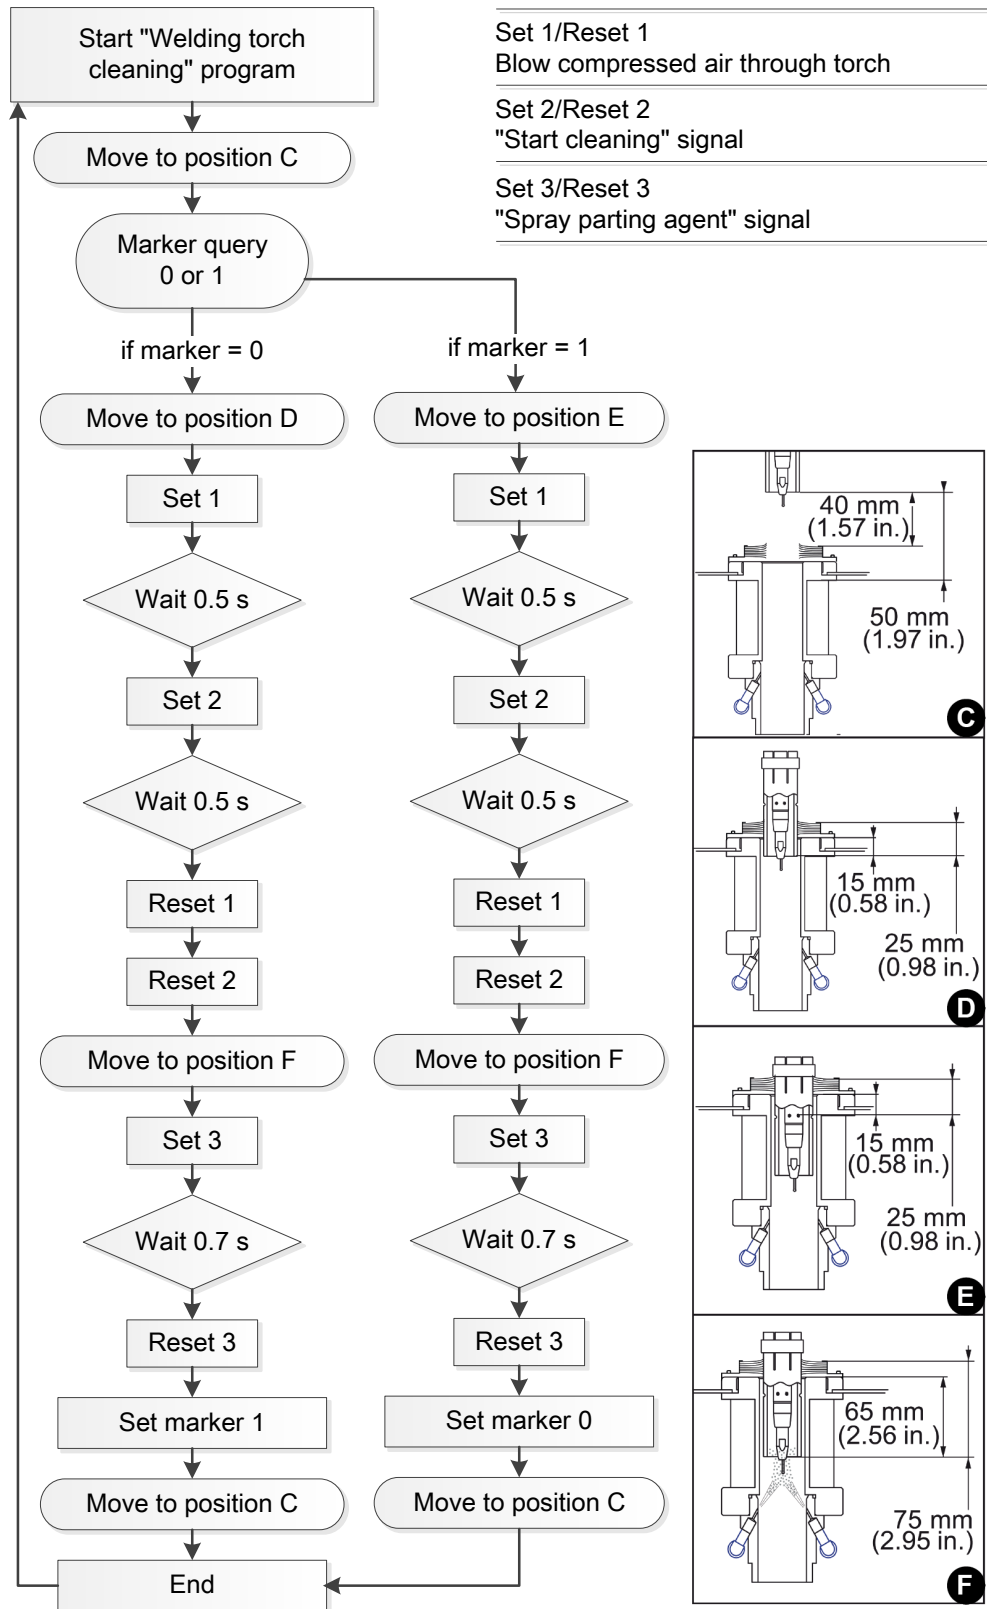 Start "Welding torch
cleaning" program
Set 1/Reset 1
Blow compressed air through torch
Set 2/Reset 2
"Start cleaning" signal
Set 3/Reset 3
"Spray parting agent" signal
Move to position C
Marker query
0 or 1
if marker = 0
Move to position D
Set 1
Wait 0.5 s
Set 2
Wait 0.5 s
Reset 1
Reset 2
Move to position F
Set 3
Wait 0.7 s
Reset 3
Set marker 1
Move to position C
End
if marker = 1
Move to position E
Set 1
Wait 0.5 s
Set 2
Wait 0.5 s
Reset 1
Reset 2
Move to position F
Set 3
Wait 0.7 s
Reset 3
Set marker 0
Move to position C
40 mm
(1.57 in.)
50 mm
(1.97 in.)
C
15 mm
(0.58 in.)
25 mm
(0.98 in.)
D
15 mm
(0.58 in.)
25 mm
(0.98 in.)
E
65 mm
(2.56 in.)
75 mm
(2.95 in.)
F